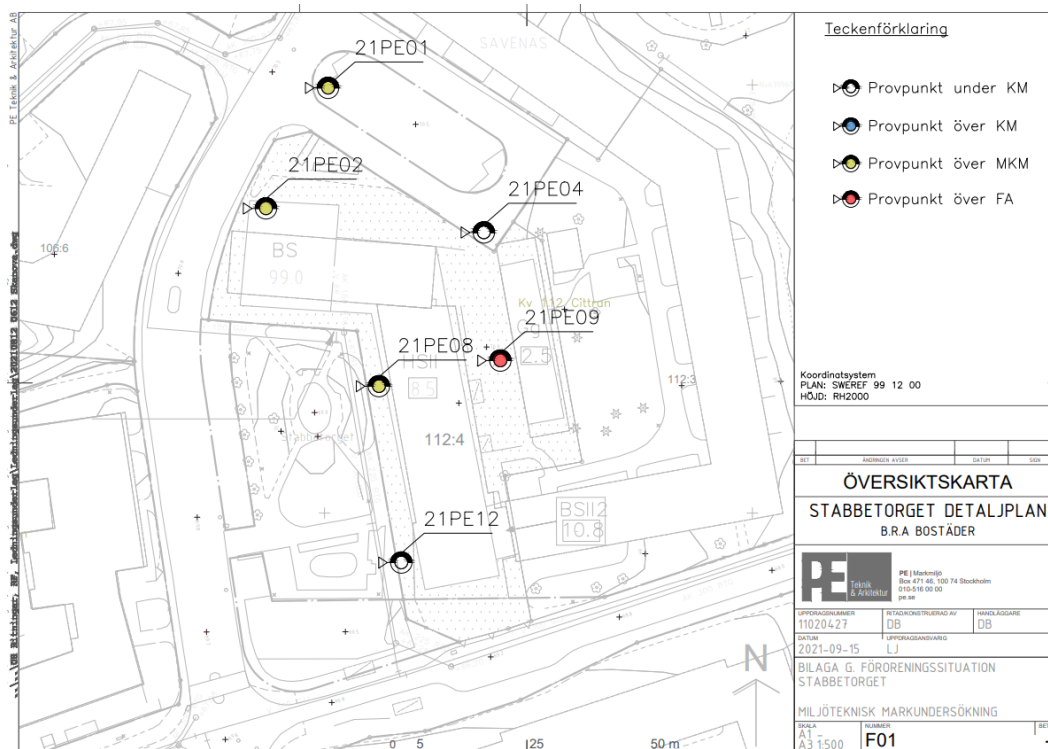 PE Teknik & Arkitektur AB
SAVENAS
21PE01
21PE02
21PE04
106:6
BS
99.0
Kv 112 Cittran
21PE09
Gg
2.5
21PE08
HSII
8.5
112:3
Stabbetorget
112:4
BSII2
10.8
21PE12
N
0 5 25 50 m
Teckenförklaring
Provpunkt under KM
Provpunkt över KM
Provpunkt över MKM
Provpunkt över FA
Koordinatsystem
PLAN: SWEREF 99 12 00
HÖJD: RH2000
BET ÄNDRINGEN AVSER DATUM SIGN
ÖVERSIKTSKARTA
STABBETORGET DETALJPLAN
B.R.A BOSTÄDER
PE Teknik & Arkitektur
PE | Markmiljö
Box 471 46, 100 74 Stockholm
010-516 00 00
pe.se
UPPDRAGSNUMMER RITAD/KONSTRUERAD AV HANDLÄGGARE
11020427 DB DB
DATUM UPPDRAGSANSVARIG
2021-09-15 LJ
BILAGA G. FÖRORENINGSSITUATION
STABBETORGET
MILJÖTEKNISK MARKUNDERSÖKNING
SKALA NUMMER BET
A1 -
A3 1:500 F01 -